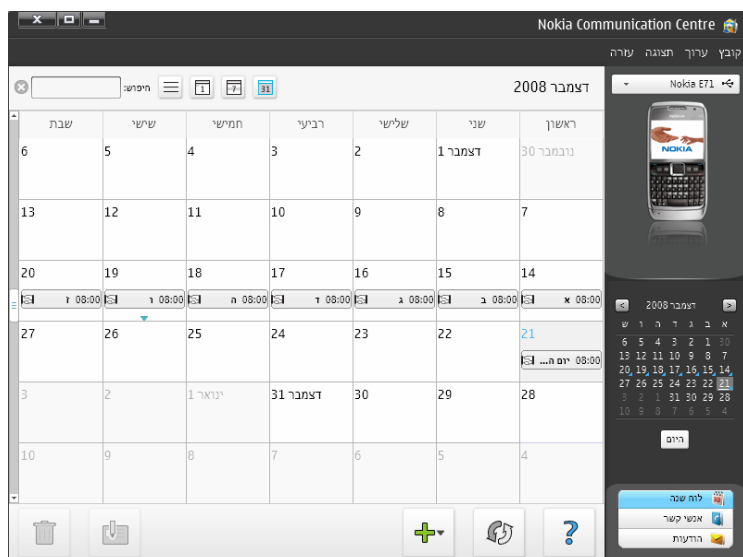 Nokia Communication Centre
קובץ ערוך תצוגה עזרה
Nokia E71
NOKIA
דצמבר 2008
31 7 1 חיפוש:
ראשון שני שלישי רביעי חמישי שישי שבת
נובמבר 30 דצמבר 1 2 3 4 5 6
7 8 9 10 11 12 13
14 15 16 17 18 19 20
08:00 א 08:00 ב 08:00 ג 08:00 ד 08:00 ה 08:00 ו 08:00 ז
21 22 23 24 25 26 27
08:00 יום ה...
28 29 30 דצמבר 31 ינואר 1 2 3
4 5 6 7 8 9 10
דצמבר 2008
א ב ג ד ה ו ש
30 1 2 3 4 5 6
7 8 9 10 11 12 13
14 15 16 17 18 19 20
21 22 23 24 25 26 27
28 29 30 31 1 2 3
4 5 6 7 8 9 10
היום
לוח שנה
אנשי קשר
הודעות